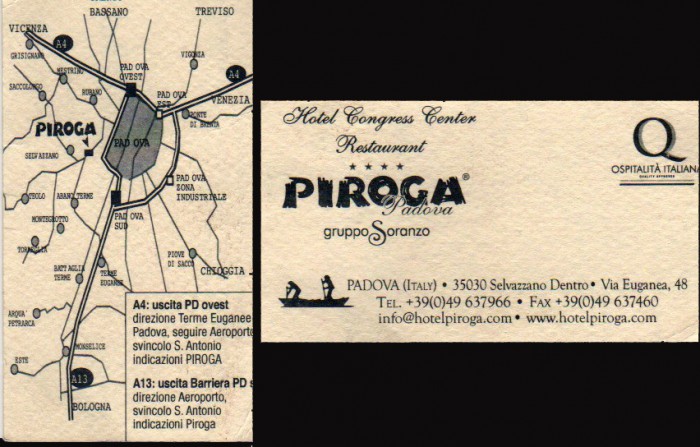 BASSANO
TREVISO
VICENZA
A4
GRISIGNANO
MESTRINO
PADOVA
OVEST
VIGONZA
A4
SACCOLONGO
RUBANO
PADOVA
EST
VENEZIA
PONTE
DI BRENTA
PIROGA
PADOVA
SELVAZZANO
PADOVA
ZONA
INDUSTRIALE
TEOLO
ABANO TERME
MONTEGROTTO
PADOVA
SUD
TORREGLIA
BATTAGLIA
TERME
TERME
EUGANEE
PIOVE
DI SACCO
CHIOGGIA
ARQUA'
PETRARCA
MONSELICE
ESTE
A13
BOLOGNA
A4: uscita PD ovest
direzione Terme Euganee
Padova, seguire Aeroporto
svincolo S. Antonio
indicazioni PIROGA
A13: uscita Barriera PD s
direzione Aeroporto,
svincolo S. Antonio
indicazioni Piroga
Hotel Congress Center
Restaurant
PIROGA®
Padova
gruppo Soranzo
Q
OSPITALITÀ ITALIANA
QUALITY APPROVED
PADOVA (ITALY) • 35030 Selvazzano Dentro • Via Euganea, 48
TEL. +39(0)49 637966 • FAX +39(0)49 637460
info@hotelpiroga.com • www.hotelpiroga.com